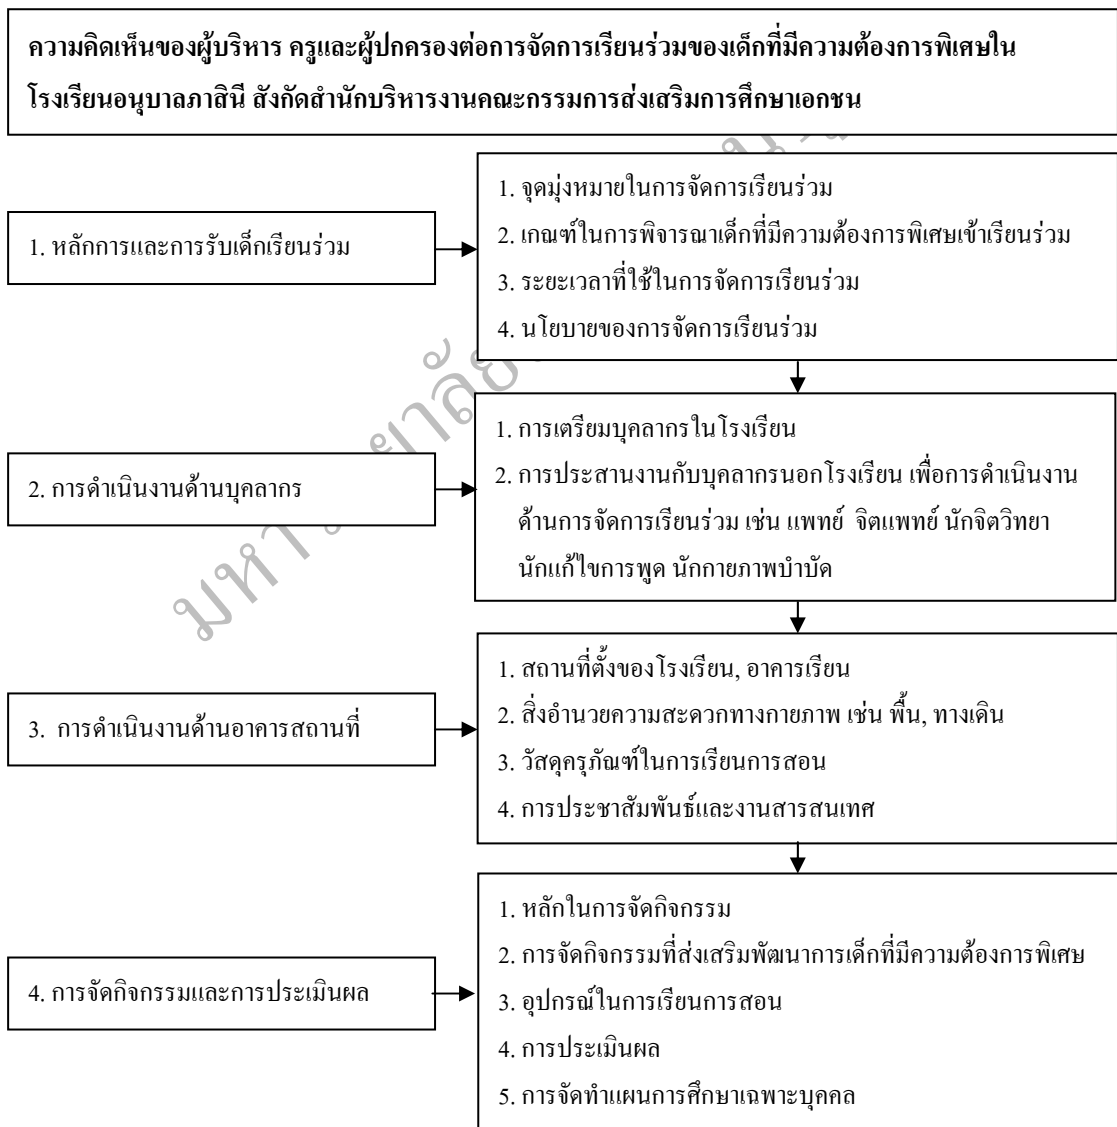 ความคิดเห็นของผู้บริหาร ครูและผู้ปกครองต่อการจัดการเรียนร่วมของเด็กที่มีความต้องการพิเศษใน
โรงเรียนอนุบาลภาสินี สังกัดสำนักบริหารงานคณะกรรมการส่งเสริมการศึกษาเอกชน
1. หลักการและการรับเด็กเรียนร่วม
1. จุดมุ่งหมายในการจัดการเรียนร่วม
2. เกณฑ์ในการพิจารณาเด็กที่มีความต้องการพิเศษเข้าเรียนร่วม
3. ระยะเวลาที่ใช้ในการจัดการเรียนร่วม
4. นโยบายของการจัดการเรียนร่วม
2. การดำเนินงานด้านบุคลากร
1. การเตรียมบุคลากรในโรงเรียน
2. การประสานงานกับบุคลากรนอกโรงเรียน เพื่อการดำเนินงาน
ด้านการจัดการเรียนร่วม เช่น แพทย์ จิตแพทย์ นักจิตวิทยา
นักแก้ไขการพูด นักกายภาพบำบัด
3. การดำเนินงานด้านอาคารสถานที่
1. สถานที่ตั้งของโรงเรียน, อาคารเรียน
2. สิ่งอำนวยความสะดวกทางกายภาพ เช่น พื้น, ทางเดิน
3. วัสดุครุภัณฑ์ในการเรียนการสอน
4. การประชาสัมพันธ์และงานสารสนเทศ
4. การจัดกิจกรรมและการประเมินผล
1. หลักในการจัดกิจกรรม
2. การจัดกิจกรรมที่ส่งเสริมพัฒนาการเด็กที่มีความต้องการพิเศษ
3. อุปกรณ์ในการเรียนการสอน
4. การประเมินผล
5. การจัดทำแผนการศึกษาเฉพาะบุคคล